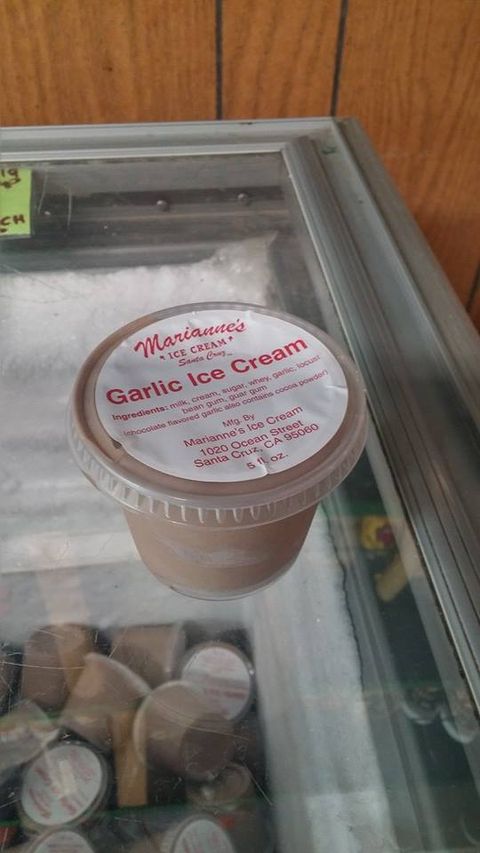 CH
Marianne's
ICE CREAM
Santa Cruz
Garlic Ice Cream
Ingredients: milk, cream, sugar, whey, garlic, locust
bean gum, guar gum
(chocolate flavored garlic also contains cocoa powder)
Mfg. By
Marianne's Ice Cream
1020 Ocean Street
Santa Cruz, CA 95060
5 fl. oz.